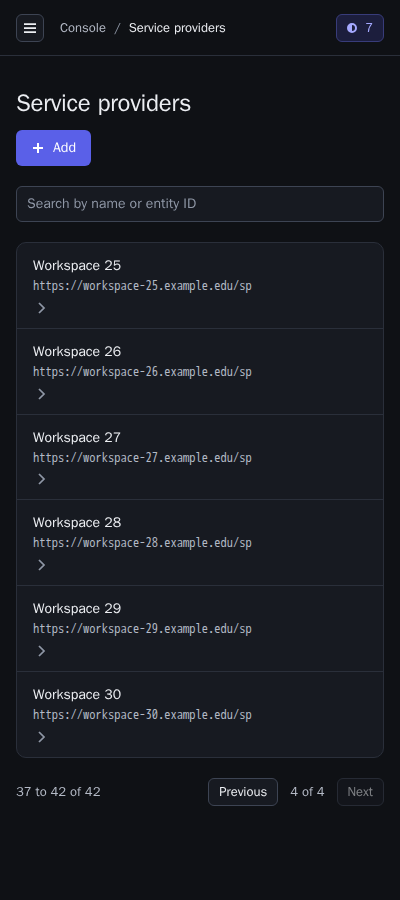 Console / Service providers
7
Service providers
Add
Search by name or entity ID
Workspace 25
https://workspace-25.example.edu/sp
Workspace 26
https://workspace-26.example.edu/sp
Workspace 27
https://workspace-27.example.edu/sp
Workspace 28
https://workspace-28.example.edu/sp
Workspace 29
https://workspace-29.example.edu/sp
Workspace 30
https://workspace-30.example.edu/sp
37 to 42 of 42
Previous
4 of 4
Next